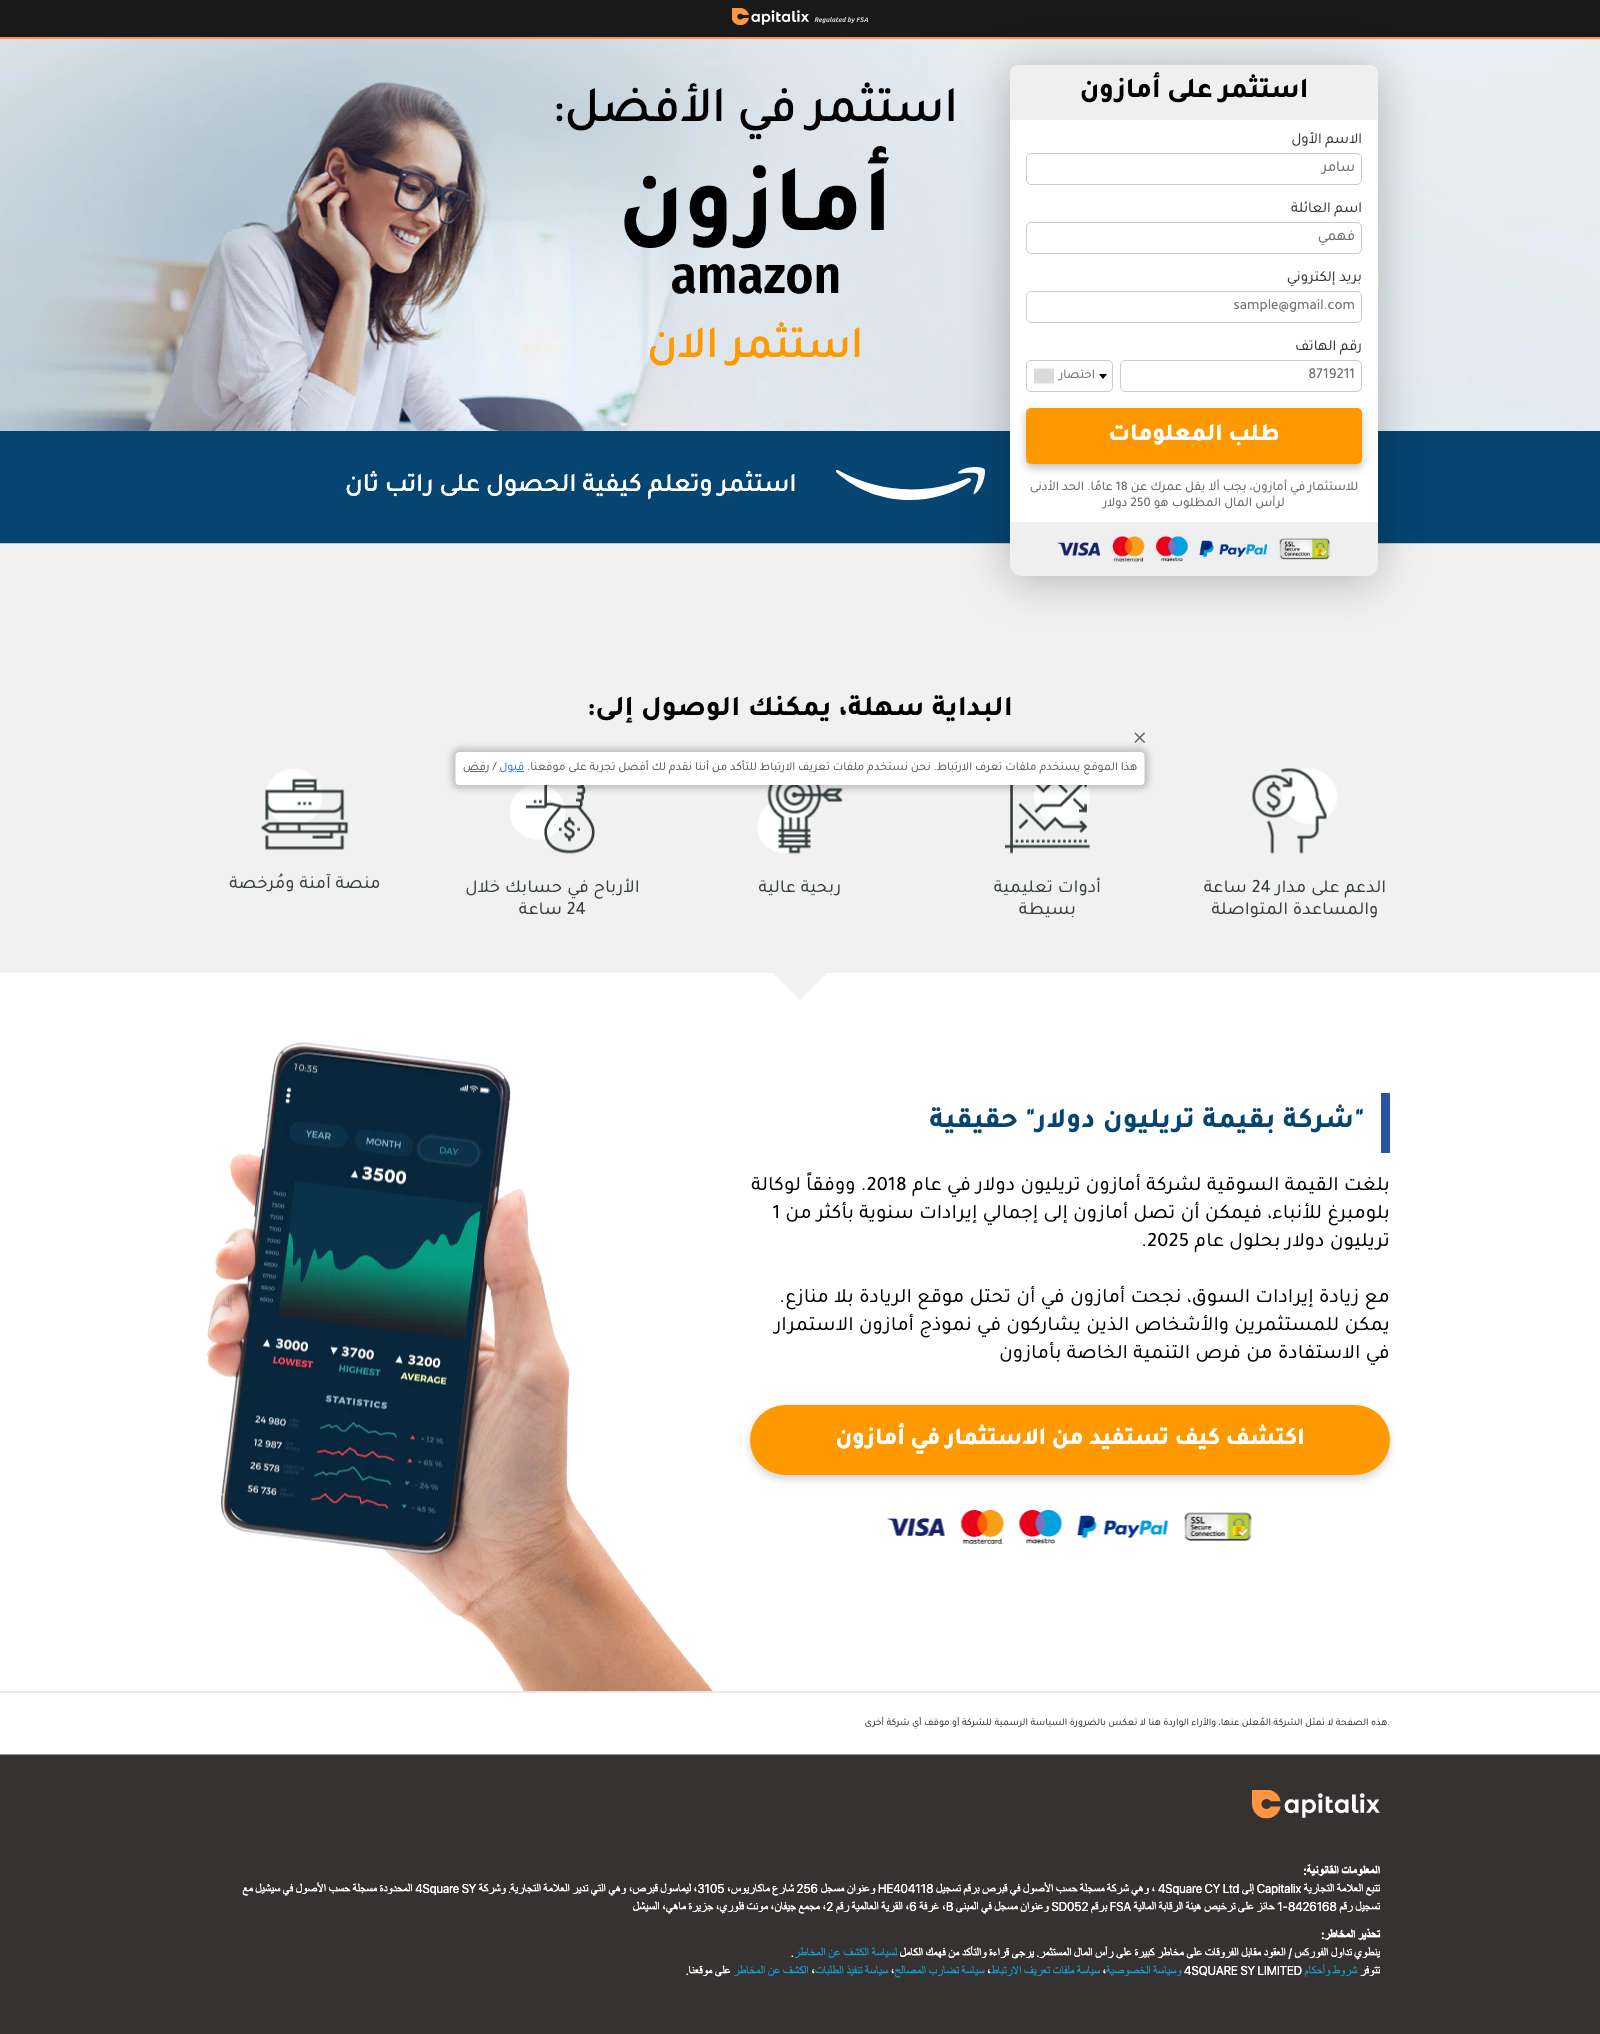 Capitalix Regulated by FSA
استثمر في الأفضل:
أمازون
amazon
استثمر الان
استثمر على أمازون
الاسم الأول
سامر
اسم العائلة
فهمي
بريد إلكتروني
sample@gmail.com
رقم الهاتف
8719211
اختصار
طلب المعلومات
للاستثمار في أمازون، يجب ألا يقل عمرك عن 18 عامًا. الحد الأدنى
لرأس المال المطلوب هو 250 دولار
VISA mastercard maestro PayPal SSL Secure Connection
استثمر وتعلم كيفية الحصول على راتب ثان
البداية سهلة، يمكنك الوصول إلى:
هذا الموقع يستخدم ملفات تعرف الارتباط. نحن نستخدم ملفات تعريف الارتباط للتأكد من أننا نقدم لك أفضل تجربة على موقعنا. قبول / رفض
الدعم على مدار 24 ساعة
والمساعدة المتواصلة
أدوات تعليمية
بسيطة
ربحية عالية
الأرباح في حسابك خلال
24 ساعة
منصة آمنة ومُرخصة
"شركة بقيمة تريليون دولار" حقيقية
بلغت القيمة السوقية لشركة أمازون تريليون دولار في عام 2018. ووفقاً لوكالة
بلومبرغ للأنباء، فيمكن أن تصل أمازون إلى إجمالي إيرادات سنوية بأكثر من 1
تريليون دولار بحلول عام 2025.
مع زيادة إيرادات السوق، نجحت أمازون في أن تحتل موقع الريادة بلا منازع.
يمكن للمستثمرين والأشخاص الذين يشاركون في نموذج أمازون الاستمرار
في الاستفادة من فرص التنمية الخاصة بأمازون
اكتشف كيف تستفيد من الاستثمار في أمازون
VISA mastercard maestro PayPal SSL Secure Connection
10:35
YEAR MONTH DAY
▲3500
7400
7300
7200
7100
7000
6900
6800
6700
6600
6500
▲ 3000 ▼ 3700 ▲ 3200
LOWEST HIGHEST AVERAGE
STATISTICS
24 980 ▲ + 12 %
12 987 ▲ + 65 %
26 578 ▼ - 24 %
56 736 ▼ - 45 %
هذه الصفحة لا تمثل الشركة المُعلن عنها، والآراء الواردة هنا لا تعكس بالضرورة السياسة الرسمية للشركة أو موقف أي شركة أخرى.
Capitalix
المعلومات القانونية:
تتبع العلامة التجارية Capitalix إلى 4Square CY Ltd ، وهي شركة مسجلة حسب الأصول في قبرص برقم تسجيل HE404118 وعنوان مسجل 256 شارع ماكاريوس، 3105، ليماسول قبرص، وهي التي تدير العلامة التجارية. وشركة 4Square SY المحدودة مسجلة حسب الأصول في سيشيل مع
تسجيل رقم 8426168-1 حائز على ترخيص هيئة الرقابة المالية FSA برقم SD052 وعنوان مسجل في المبنى B، غرفة 6، القرية العالمية رقم 2، مجمع جيفان، مونت فلوري، جزيرة ماهي، السيشل
تحذير المخاطر:
ينطوي تداول الفوركس / العقود مقابل الفروقات على مخاطر كبيرة على رأس المال المستثمر. يرجى قراءة والتأكد من فهمك الكامل لسياسة الكشف عن المخاطر.
تتوفر شروط وأحكام 4SQUARE SY LIMITED وسياسة الخصوصية، سياسة ملفات تعريف الارتباط، سياسة تضارب المصالح، سياسة تنفيذ الطلبات، الكشف عن المخاطر على موقعنا.